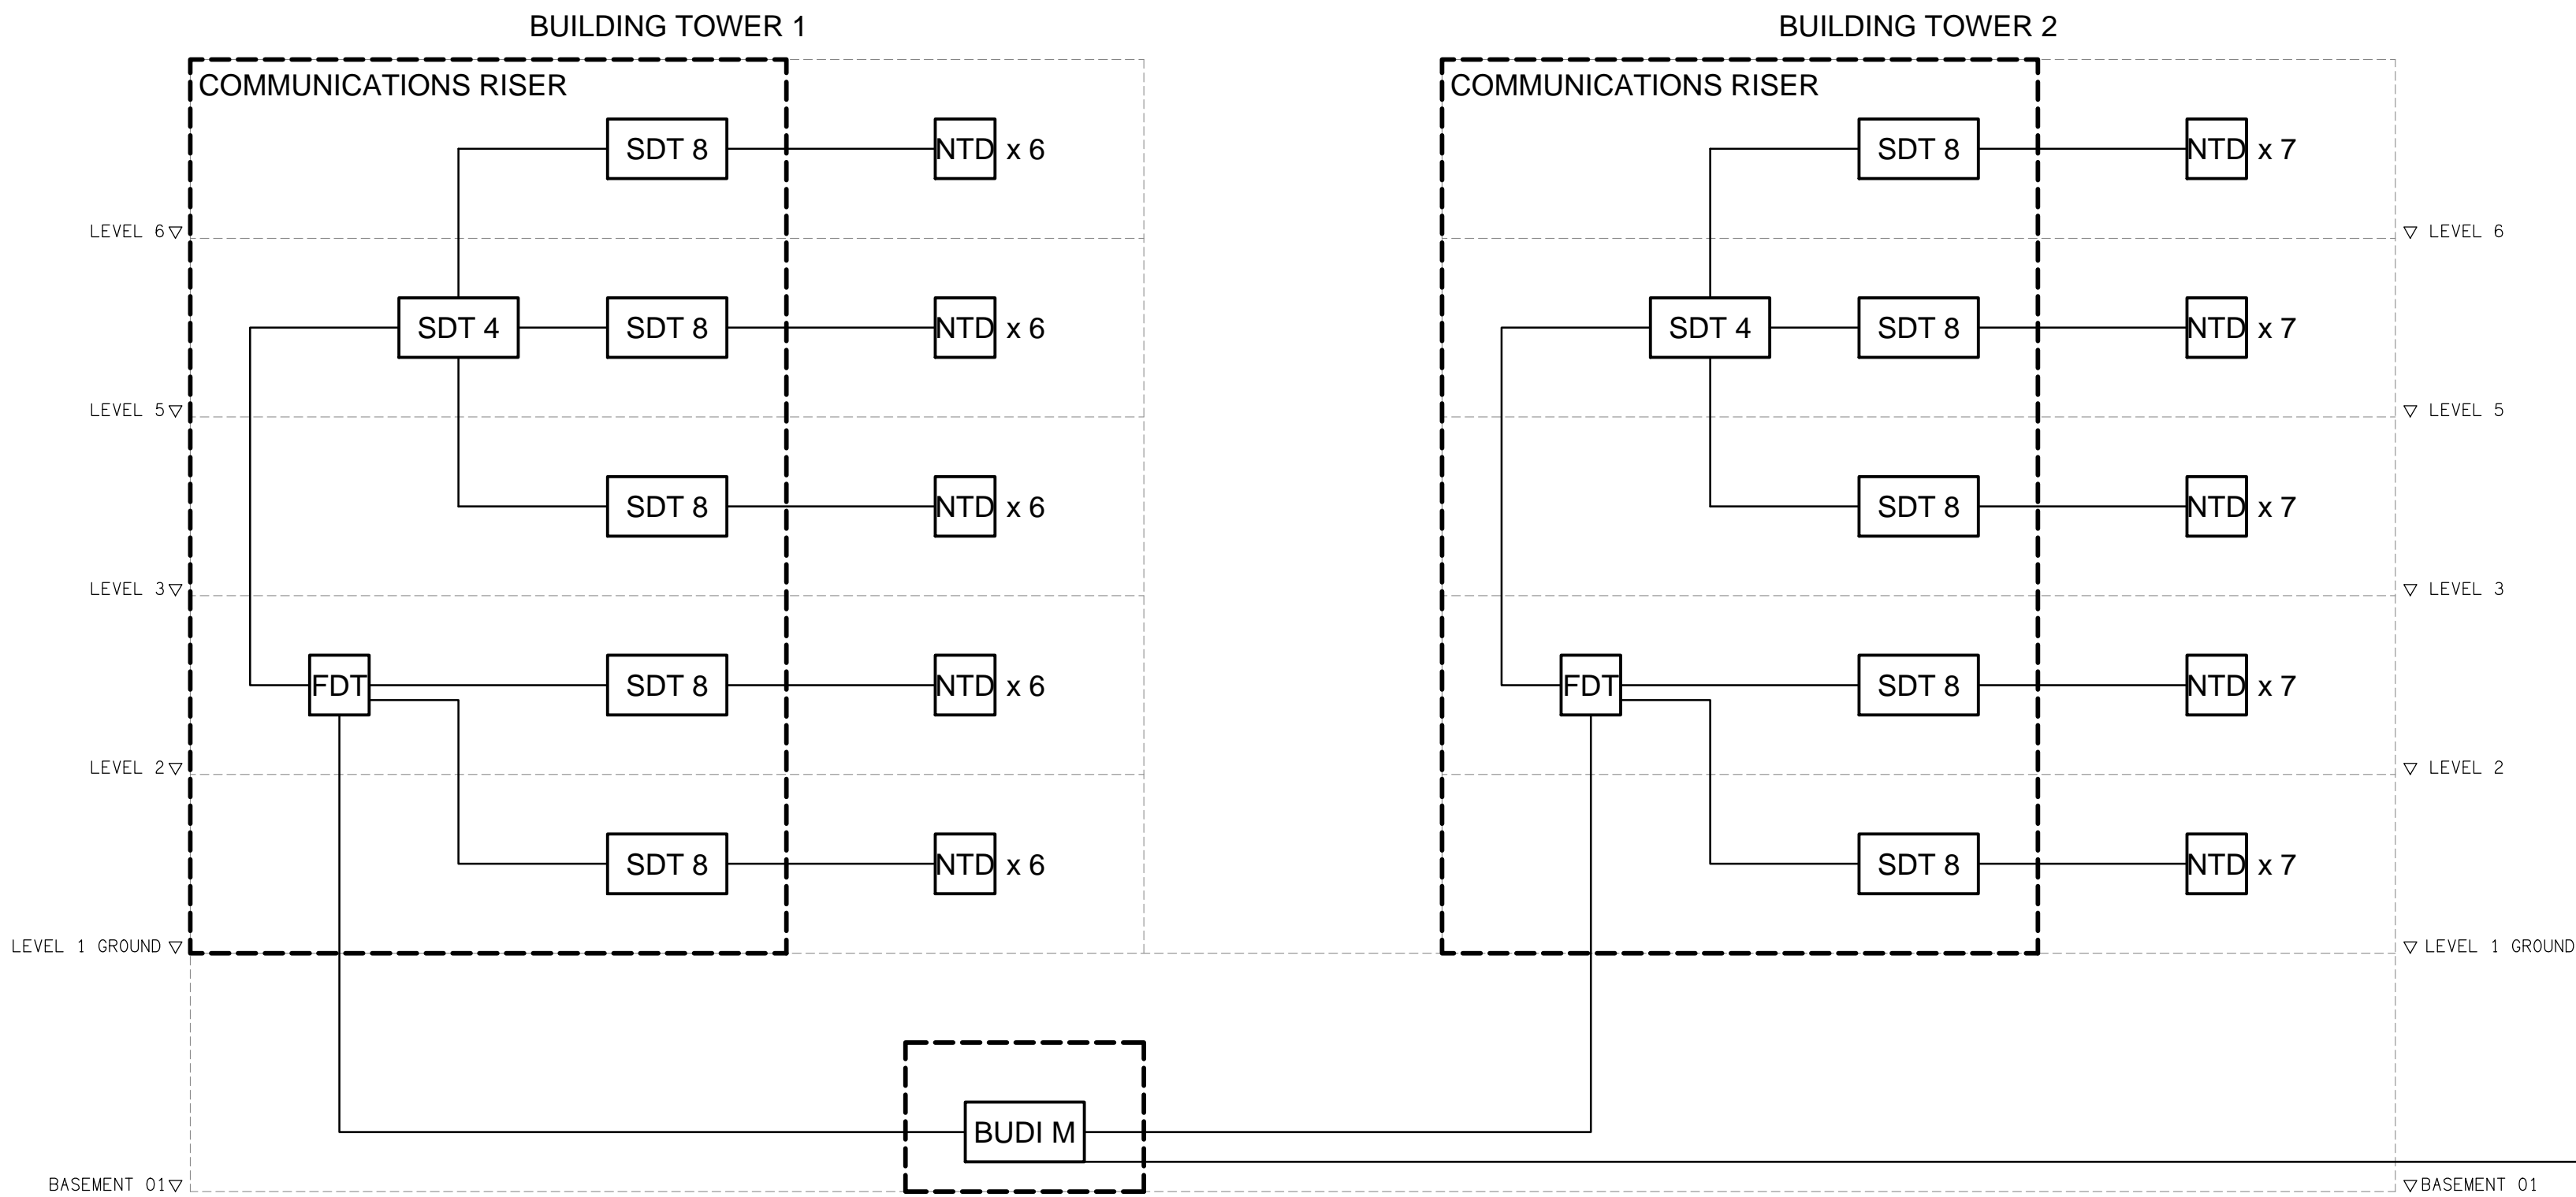 BUILDING TOWER 1
BUILDING TOWER 2
COMMUNICATIONS RISER
COMMUNICATIONS RISER
SDT 8
NTD x 6
SDT 8
NTD x 7
LEVEL 6
LEVEL 6
SDT 4
SDT 8
NTD x 6
SDT 4
SDT 8
NTD x 7
LEVEL 5
LEVEL 5
SDT 8
NTD x 6
SDT 8
NTD x 7
LEVEL 3
LEVEL 3
FDT
SDT 8
NTD x 6
FDT
SDT 8
NTD x 7
LEVEL 2
LEVEL 2
SDT 8
NTD x 6
SDT 8
NTD x 7
LEVEL 1 GROUND
LEVEL 1 GROUND
BUDI M
BASEMENT 01
BASEMENT 01